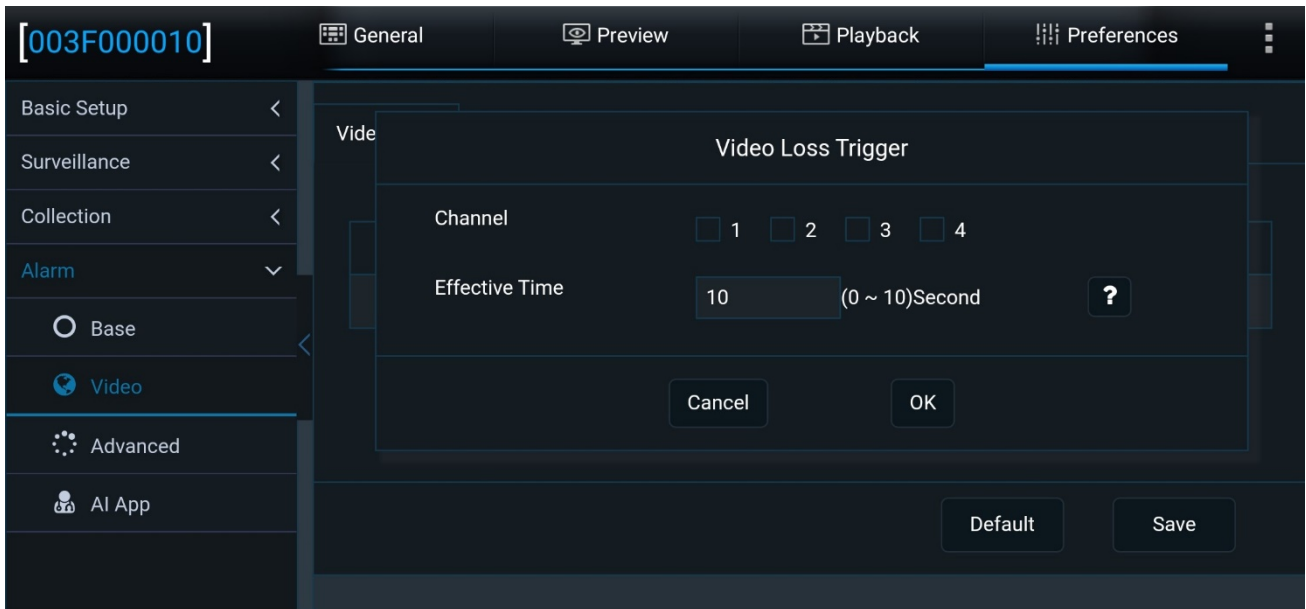 [003F000010]
General
Preview
Playback
Preferences
Basic Setup
Surveillance
Collection
Alarm
Base
Video
Advanced
AI App
Vide
Video Loss Trigger
Channel
1 2 3 4
Effective Time
10 (0 ~ 10)Second ?
Cancel OK
Default Save